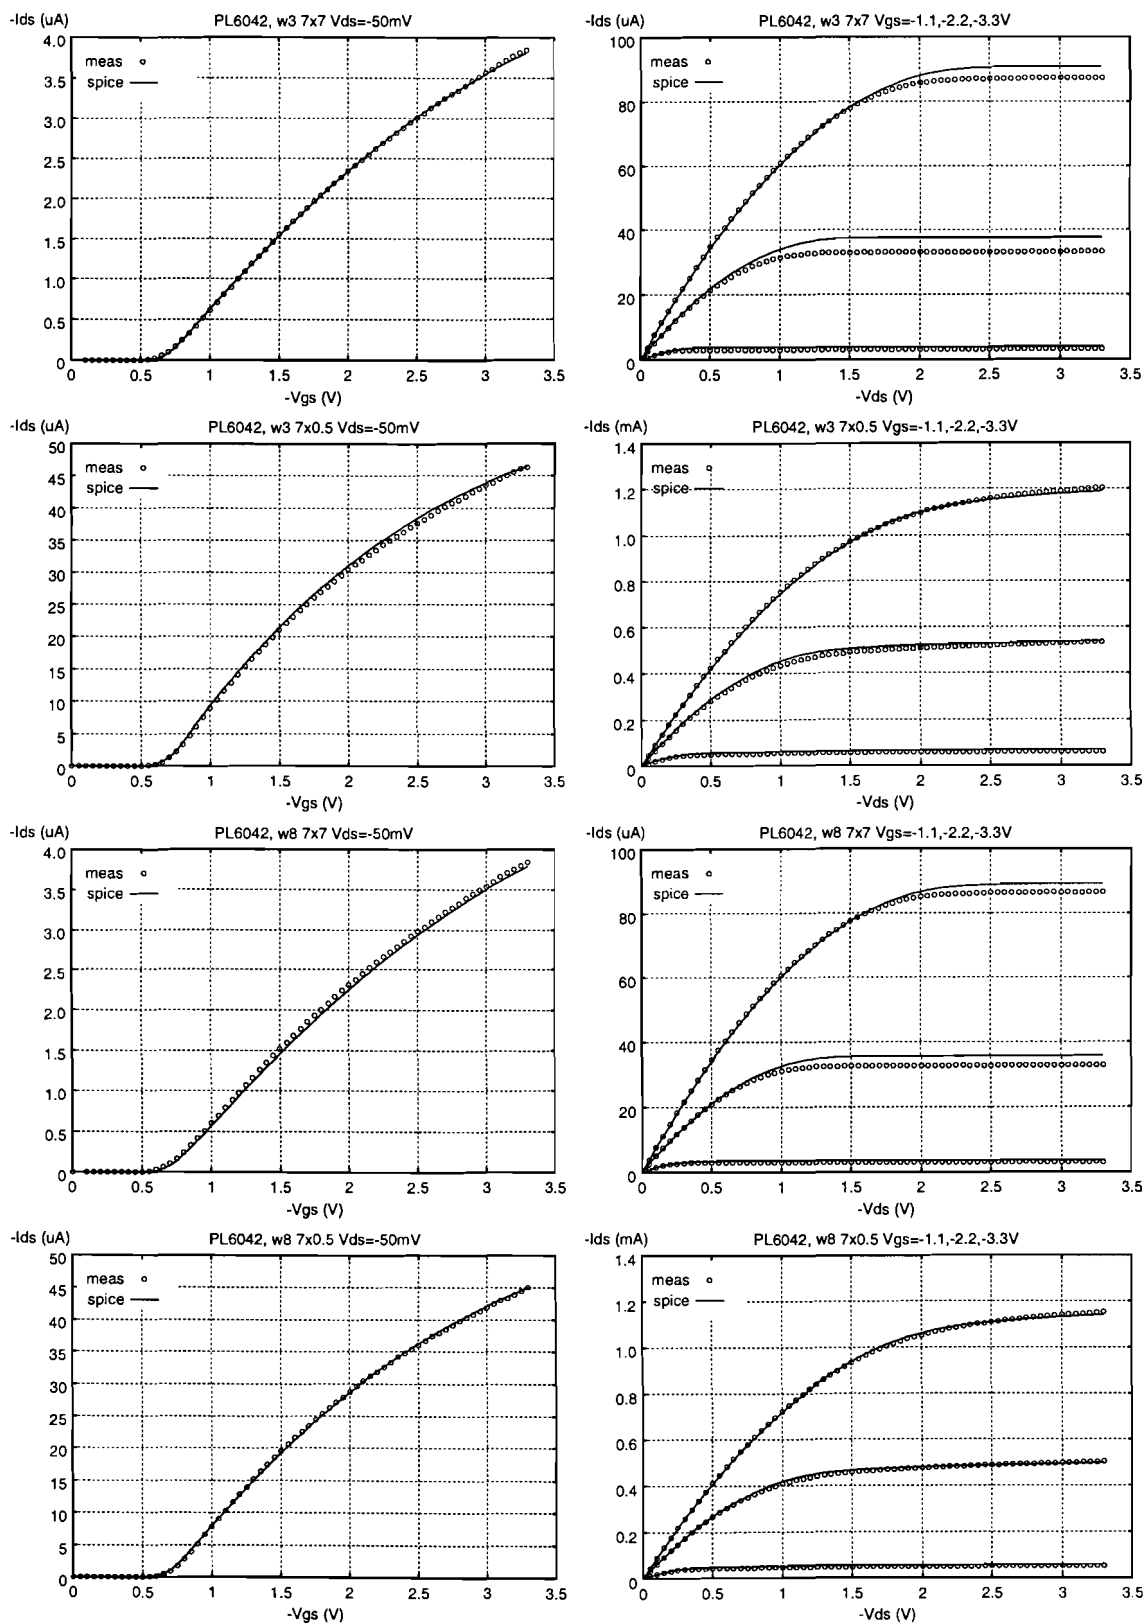 -Ids (uA) PL6042, w3 7x7 Vds=-50mV
4.0
meas
spice
3.5
3.0
2.5
2.0
1.5
1.0
0.5
0
0 0.5 1 1.5 2 2.5 3 3.5
-Vgs (V)
-Ids (uA) PL6042, w3 7x7 Vgs=-1.1,-2.2,-3.3V
100
meas
spice
80
60
40
20
0
0 0.5 1 1.5 2 2.5 3 3.5
-Vds (V)
-Ids (uA) PL6042, w3 7x0.5 Vds=-50mV
50
meas
45
spice
40
35
30
25
20
15
10
5
0
0 0.5 1 1.5 2 2.5 3 3.5
-Vgs (V)
-Ids (mA) PL6042, w3 7x0.5 Vgs=-1.1,-2.2,-3.3V
1.4
meas
spice
1.2
1.0
0.8
0.6
0.4
0.2
0
0 0.5 1 1.5 2 2.5 3 3.5
-Vds (V)
-Ids (uA) PL6042, w8 7x7 Vds=-50mV
4.0
meas
spice
3.5
3.0
2.5
2.0
1.5
1.0
0.5
0
0 0.5 1 1.5 2 2.5 3 3.5
-Vgs (V)
-Ids (uA) PL6042, w8 7x7 Vgs=-1.1,-2.2,-3.3V
100
meas
spice
80
60
40
20
0
0 0.5 1 1.5 2 2.5 3 3.5
-Vds (V)
-Ids (uA) PL6042, w8 7x0.5 Vds=-50mV
50
meas
45
spice
40
35
30
25
20
15
10
5
0
0 0.5 1 1.5 2 2.5 3 3.5
-Vgs (V)
-Ids (mA) PL6042, w8 7x0.5 Vgs=-1.1,-2.2,-3.3V
1.4
meas
spice
1.2
1.0
0.8
0.6
0.4
0.2
0
0 0.5 1 1.5 2 2.5 3 3.5
-Vds (V)